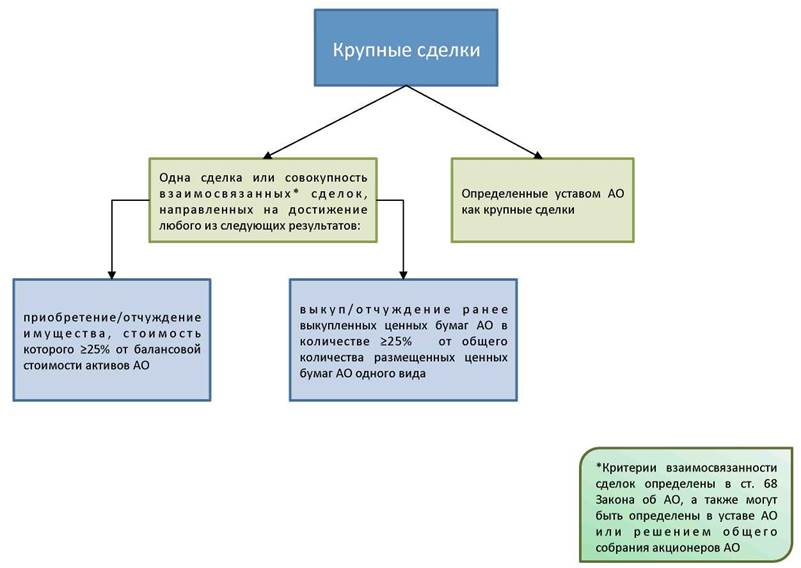 Крупные сделки
Одна сделка или совокупность
взаимосвязанных* сделок,
направленных на достижение
любого из следующих результатов:
Определенные уставом АО
как крупные сделки
приобретение/отчуждение
имущества, стоимость
которого ≥25% от балансовой
стоимости активов АО
выкуп/отчуждение ранее
выкупленных ценных бумаг АО в
количестве ≥25% от общего
количества размещенных ценных
бумаг АО одного вида
*Критерии взаимосвязанности
сделок определены в ст. 68
Закона об АО, а также могут
быть определены в уставе АО
или решением общего
собрания акционеров АО